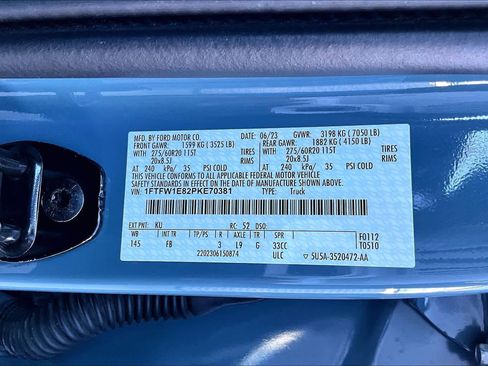 MFD. BY FORD MOTOR CO. DATE: 06/23 GVWR: 3198 KG ( 7050 LB)
FRONT GAWR: 1599 KG ( 3525 LB) REAR GAWR: 1882 KG ( 4150 LB)
WITH 275/60R20 115T WITH 275/60R20 115T TIRES
20x8.5J 20x8.5J RIMS
AT 240 kPa/ 35 PSI COLD AT 240 kPa/ 35 PSI COLD
THIS VEHICLE CONFORMS TO ALL APPLICABLE FEDERAL MOTOR VEHICLE
SAFETY STANDARDS IN EFFECT ON THE DATE OF MANUFACTURE SHOWN ABOVE.
VIN: 1FTFW1E82PKE70381 TYPE: Truck
EXT PNT: KU RC: 52 DSO:
WB INT TR TP/PS R AXLE TR SPR F0112
145 FB 3 L9 G 33CC T0510
2202306150874 ULC 5U5A-3520472-AA